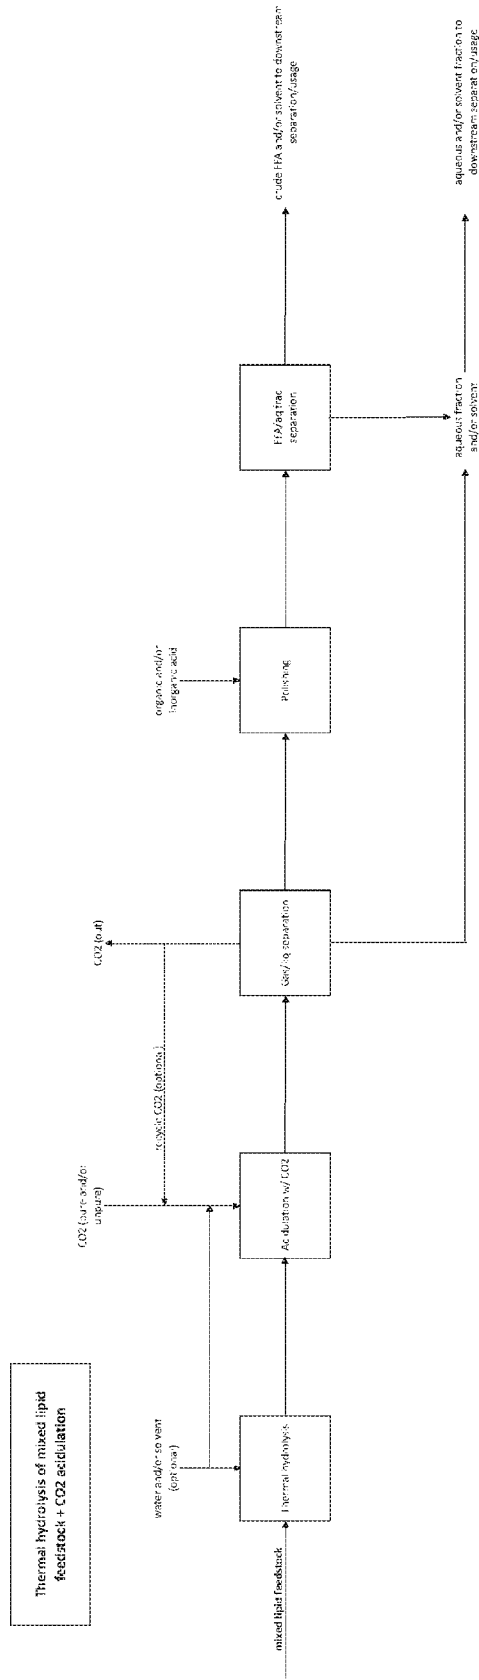 Thermal hydrolysis of mixed lipid
feedstock + CO2 acidulation
mixed lipid feedstock
water and/or solvent
(optional)
Thermal hydrolysis
CO2 (pure and/or
unpure)
recycle CO2 (optional)
Acidulation w/ CO2
CO2 (out)
Gas/liq separation
organic and/or
inorganic acid
Polishing
FFA/aq frac
separation
crude FFA and/or solvent to downstream
separation/usage
aqueous fraction
and/or solvent
aqueous and/or solvent fraction to
downstream separation/usage